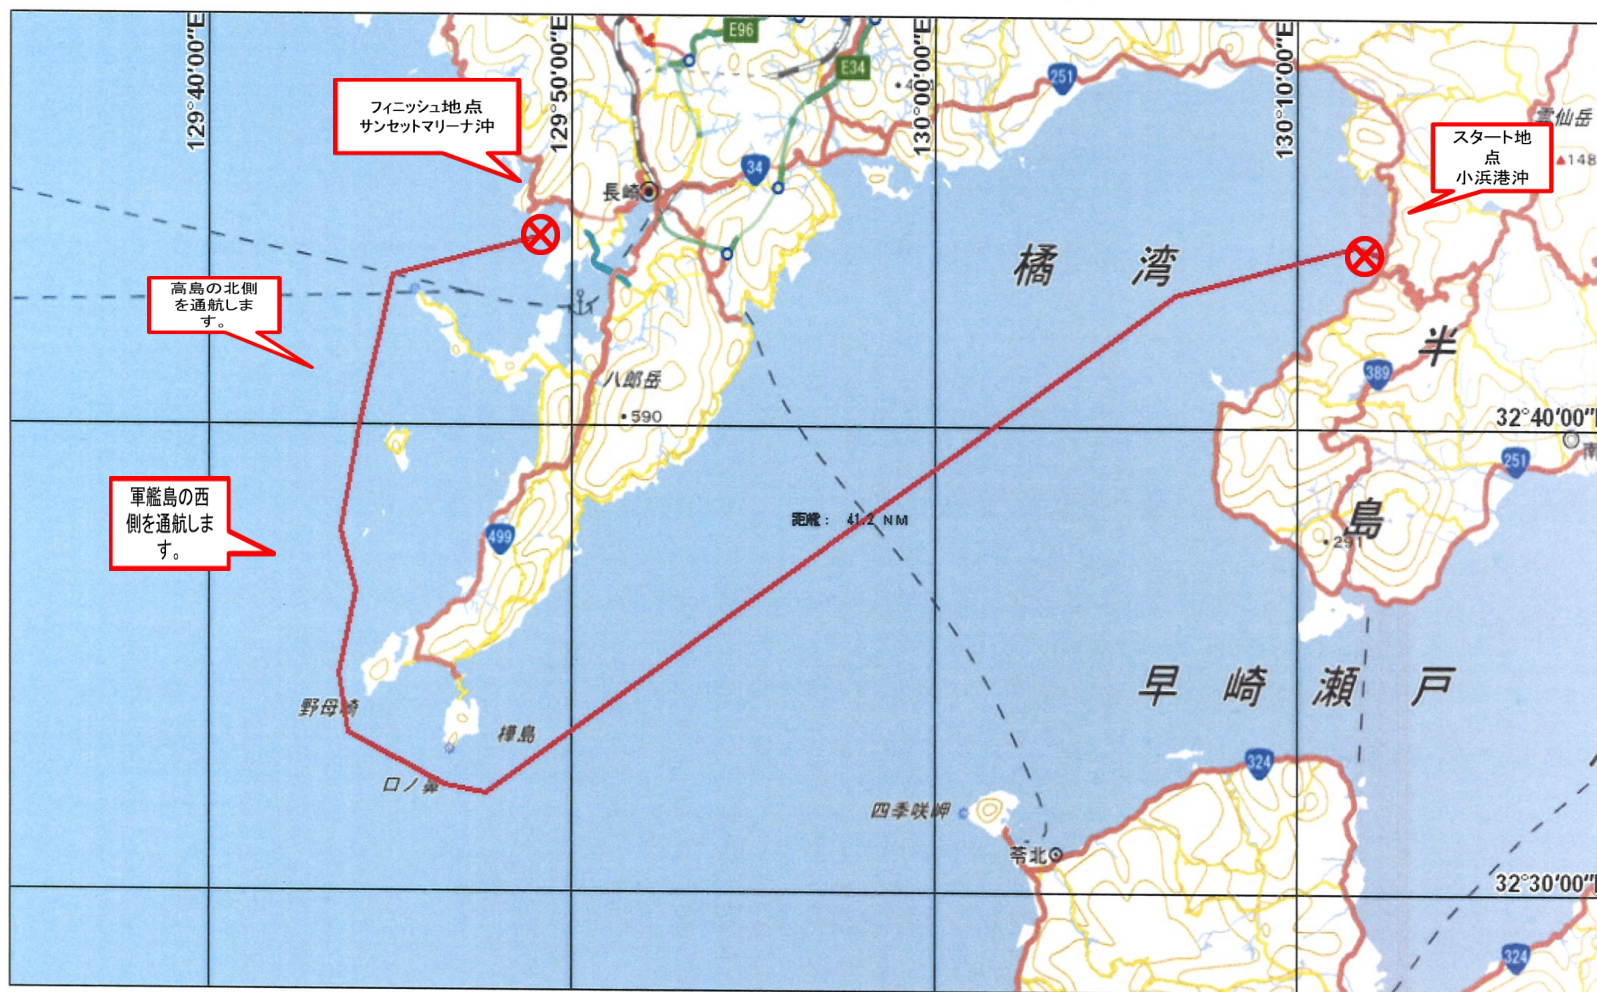 129°40'00"E
129°50'00"E
130°00'00"E
130°10'00"E
E96
E34
251
34
フィニッシュ地点
サンセットマリーナ沖
スタート地
点
小浜港沖
雲仙岳
148
長崎
橘湾
高島の北側
を通航しま
す。
半
389
八郎岳
590
32°40'00"
南
251
軍艦島の西
側を通航しま
す。
499
距離: 41.2 NM
島
291
早崎瀬戸
野母崎
樺島
324
四季咲岬
苓北
32°30'00"
324